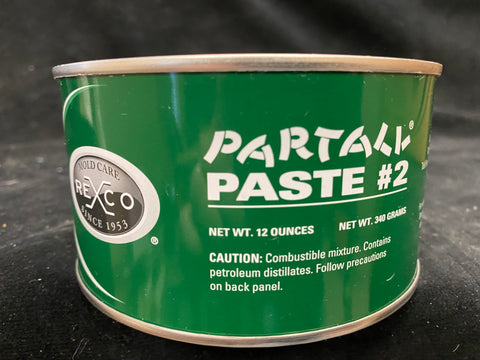 MOLD CARE
REXCO
SINCE 1953
®
PARTALL®
PASTE #2
NET WT. 12 OUNCES NET WT. 340 GRAMS
CAUTION: Combustible mixture. Contains
petroleum distillates. Follow precautions
on back panel.